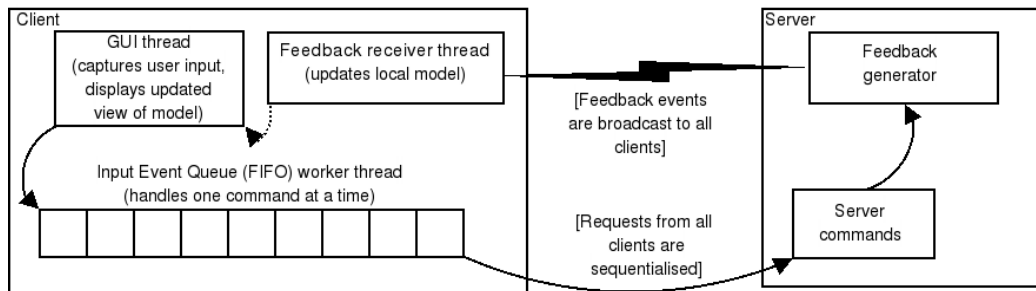 Client
GUI thread
(captures user input,
displays updated
view of model)
Feedback receiver thread
(updates local model)
Input Event Queue (FIFO) worker thread
(handles one command at a time)
[Feedback events
are broadcast to all
clients]
[Requests from all
clients are
sequentialised]
Server
Feedback
generator
Server
commands